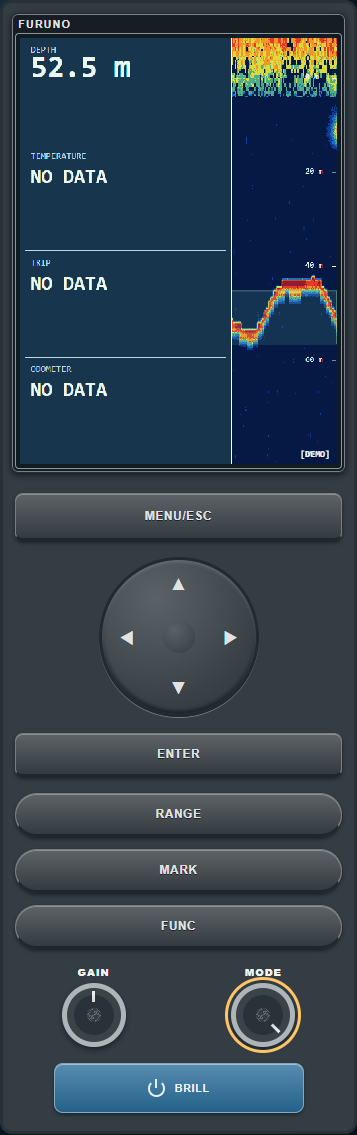 FURUNO
DEPTH
52.5 m
TEMPERATURE
NO DATA
TRIP
NO DATA
ODOMETER
NO DATA
20 m
40 m
60 m
[DEMO]
MENU/ESC
ENTER
RANGE
MARK
FUNC
GAIN
MODE
BRILL